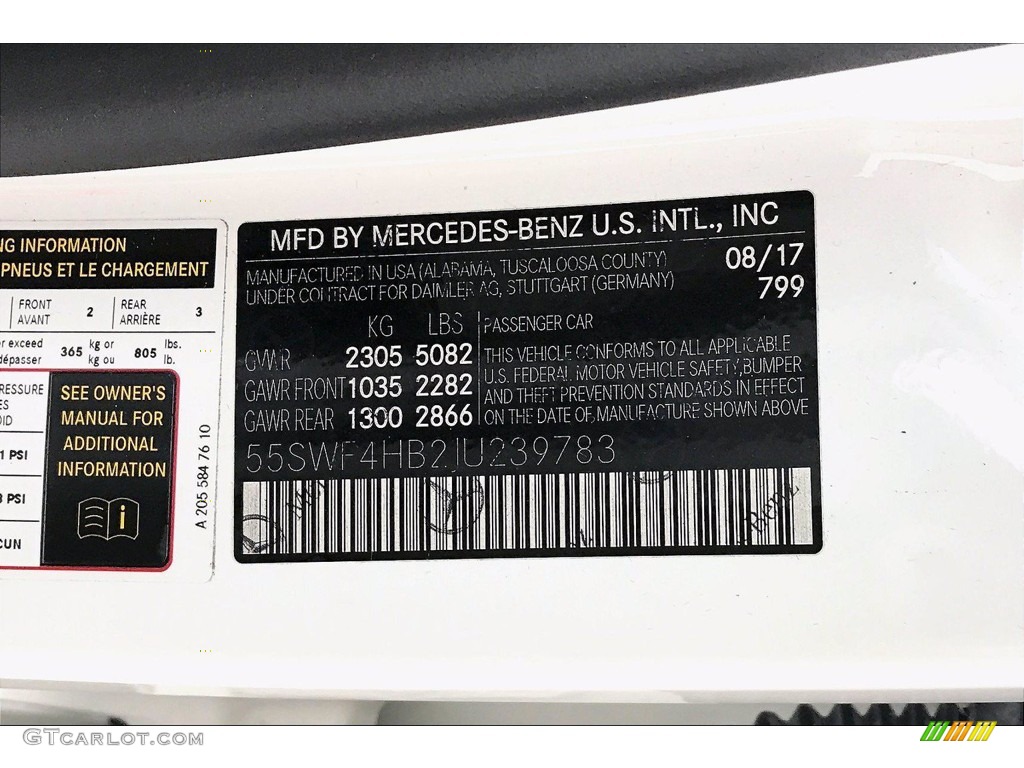 NG INFORMATION
PNEUS ET LE CHARGEMENT
FRONT
AVANT
2
REAR
ARRIÈRE
3
er exceed
dépasser
365
kg or
kg ou
805
lbs.
lb.
RESSURE
ES
OID
1 PSI
3 PSI
CUN
SEE OWNER'S
MANUAL FOR
ADDITIONAL
INFORMATION
i
A 205 584 76 10
MFD BY MERCEDES-BENZ U.S. INTL., INC
MANUFACTURED IN USA (ALABAMA, TUSCALOOSA COUNTY)
UNDER CONTRACT FOR DAIMLER AG, STUTTGART (GERMANY)
08/17
799
KG LBS
GVWR 2305 5082
GAWR FRONT 1035 2282
GAWR REAR 1300 2866
PASSENGER CAR
THIS VEHICLE CONFORMS TO ALL APPLICABLE
U.S. FEDERAL MOTOR VEHICLE SAFETY, BUMPER
AND THEFT PREVENTION STANDARDS IN EFFECT
ON THE DATE OF MANUFACTURE SHOWN ABOVE
55SWF4HB2JU239783
Benz
GTCarlot.com